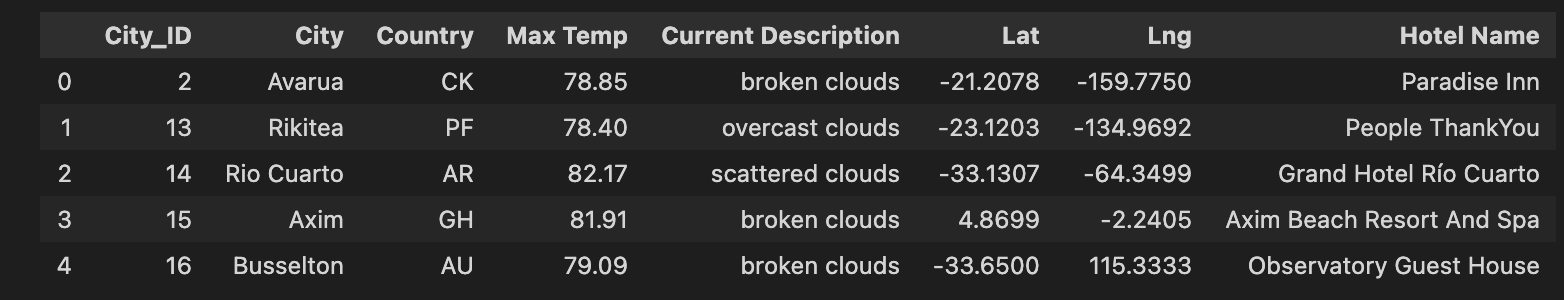 City_ID City Country Max Temp Current Description Lat Lng Hotel Name
0 2 Avarua CK 78.85 broken clouds -21.2078 -159.7750 Paradise Inn
1 13 Rikitea PF 78.40 overcast clouds -23.1203 -134.9692 People ThankYou
2 14 Rio Cuarto AR 82.17 scattered clouds -33.1307 -64.3499 Grand Hotel Río Cuarto
3 15 Axim GH 81.91 broken clouds 4.8699 -2.2405 Axim Beach Resort And Spa
4 16 Busselton AU 79.09 broken clouds -33.6500 115.3333 Observatory Guest House